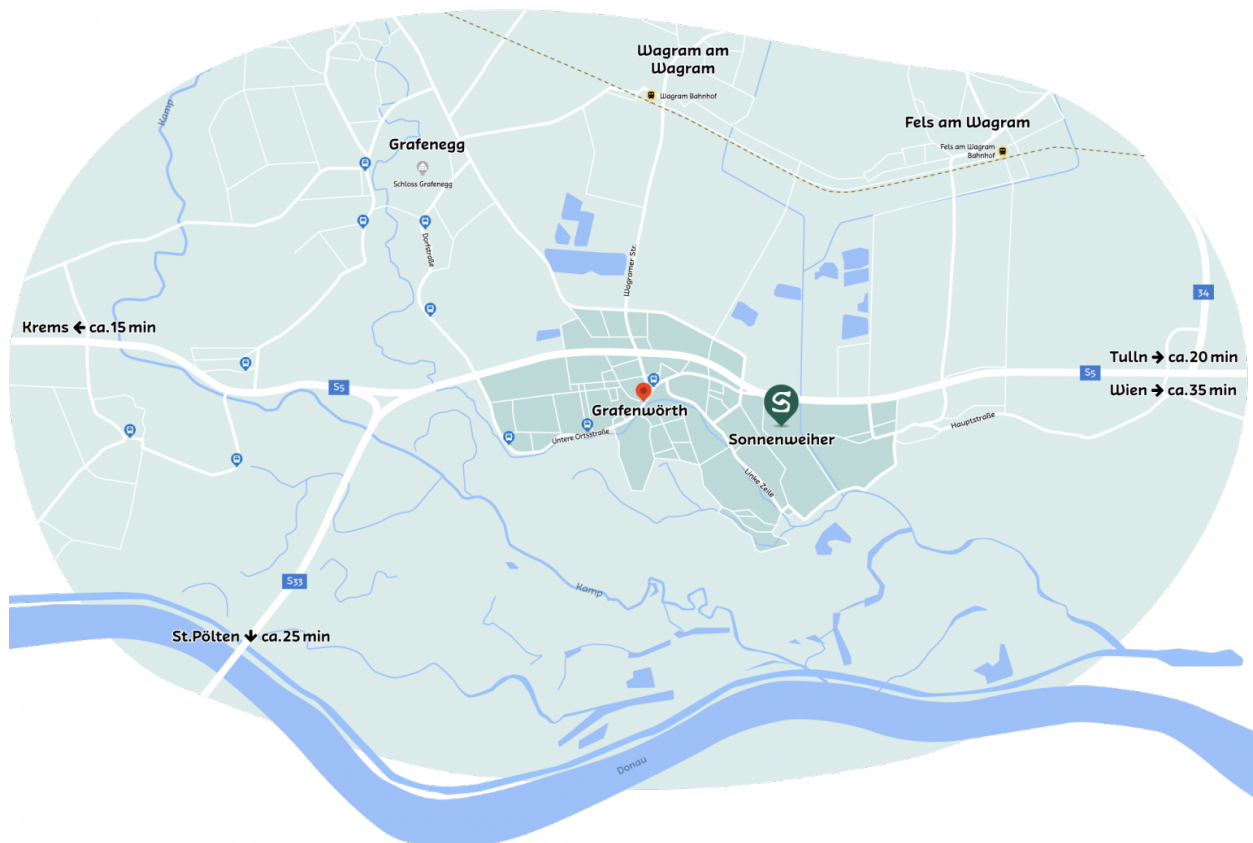 Wagram am
Wagram
Wagram Bahnhof
Kamp
Fels am Wagram
Fels am Wagram
Bahnhof
Grafenegg
Schloss Grafenegg
Dorfstraße
Wagramer Str.
34
Krems ← ca.15 min
Tulln → ca.20 min
S5
S5
Wien → ca.35 min
Grafenwörth
Hauptstraße
Untere Ortsstraße
Sonnenweiher
Linke Zeile
S33
Kamp
St.Pölten ↓ ca.25 min
Donau